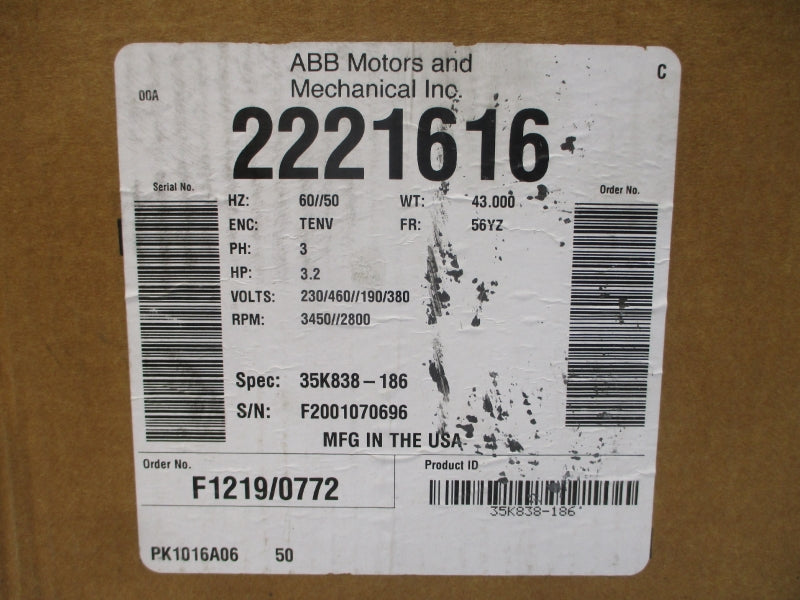 ABB Motors and
Mechanical Inc.
C
00A
2221616
Serial No.
Order No.
HZ: 60//50 WT: 43.000
ENC: TENV FR: 56YZ
PH: 3
HP: 3.2
VOLTS: 230/460//190/380
RPM: 3450//2800
Spec: 35K838-186
S/N: F2001070696
MFG IN THE USA
Order No.
F1219/0772
Product ID
35K838-186
PK1016A06 50